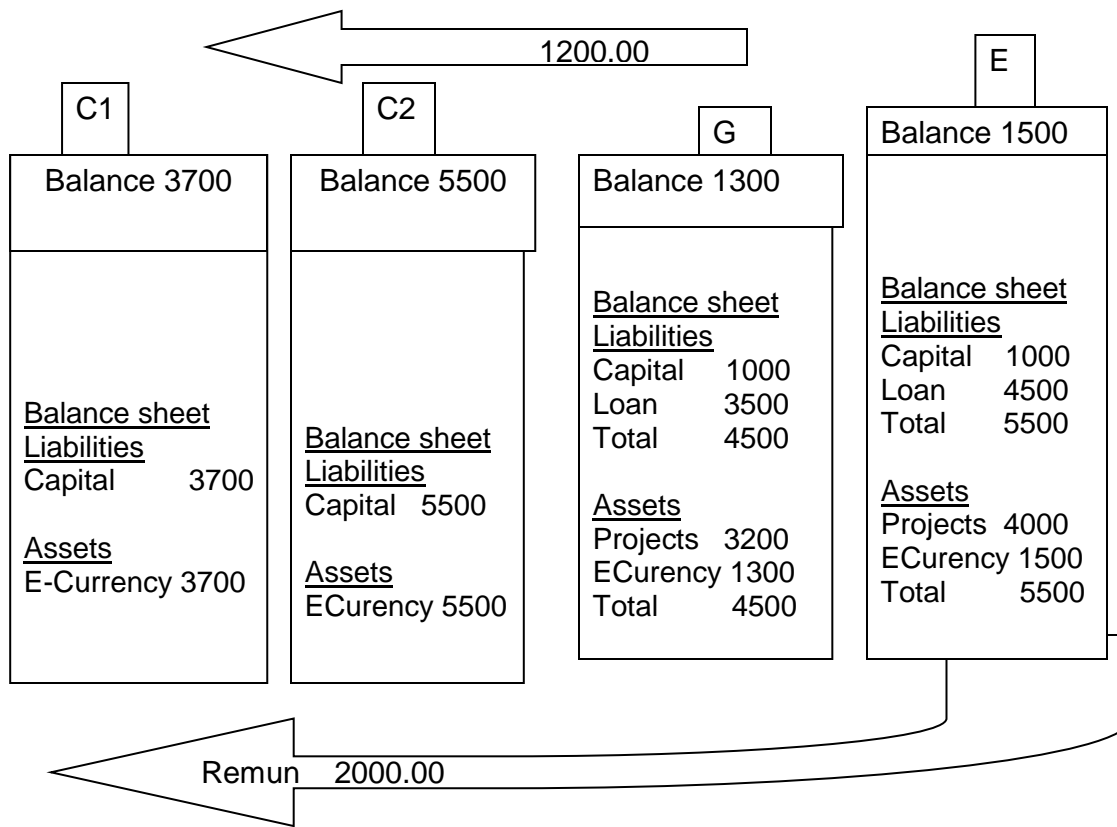 1200.00
C1
Balance 3700
Balance sheet
Liabilities
Capital 3700
Assets
E-Currency 3700
C2
Balance 5500
Balance sheet
Liabilities
Capital 5500
Assets
ECurency 5500
G
Balance 1300
Balance sheet
Liabilities
Capital 1000
Loan 3500
Total 4500
Assets
Projects 3200
ECurency 1300
Total 4500
E
Balance 1500
Balance sheet
Liabilities
Capital 1000
Loan 4500
Total 5500
Assets
Projects 4000
ECurency 1500
Total 5500
Remun 2000.00